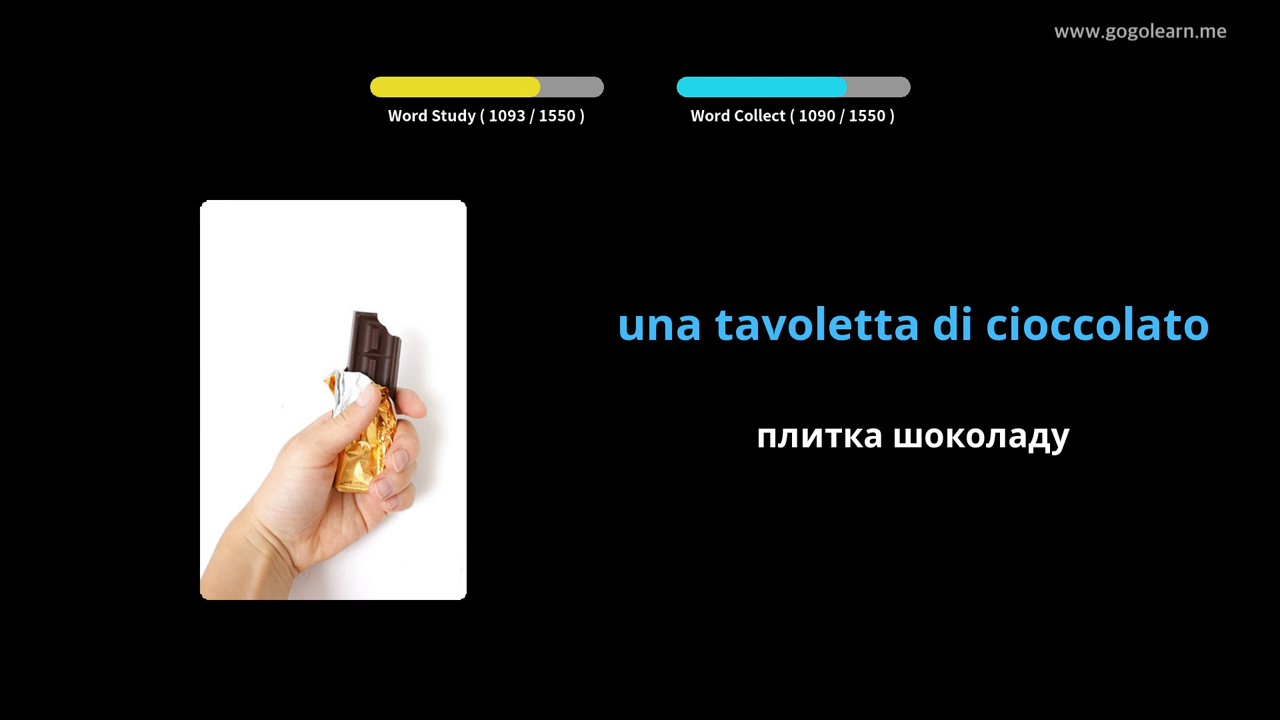 www.gogolearn.me
Word Study ( 1093 / 1550 )
Word Collect ( 1090 / 1550 )
una tavoletta di cioccolato
плитка шоколаду